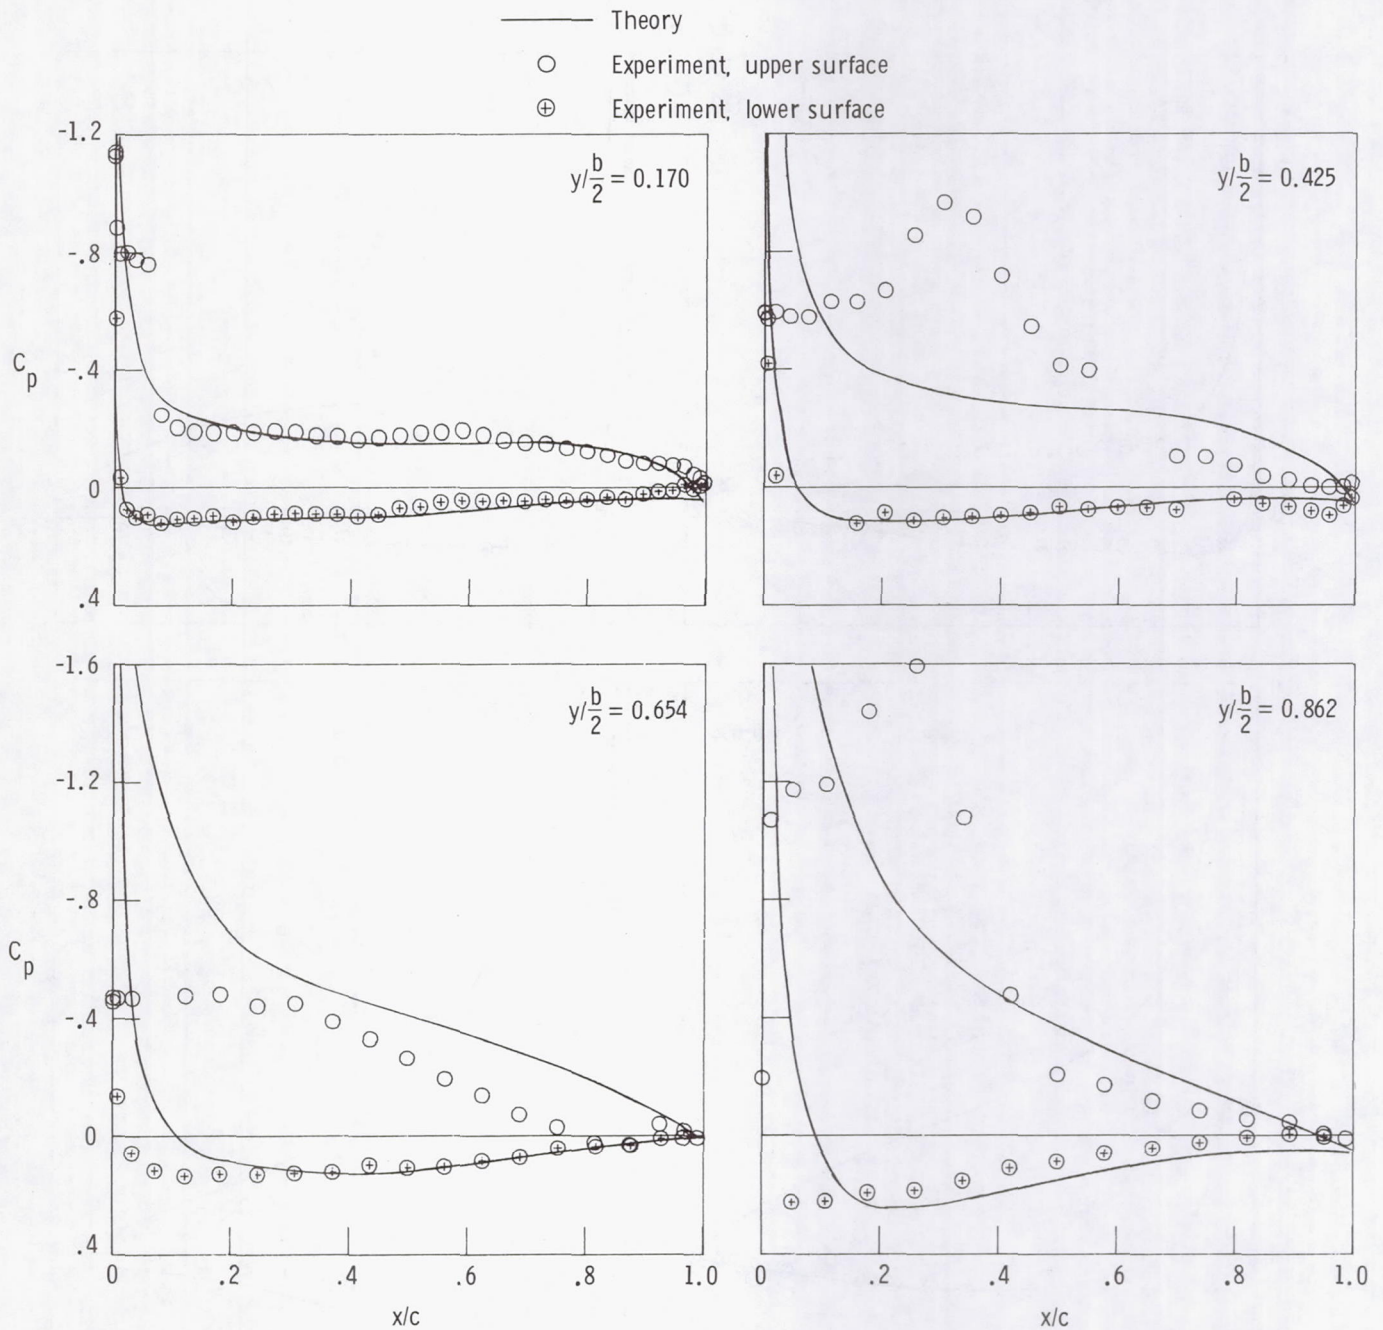 Theory
Experiment, upper surface
Experiment, lower surface
-1.2
-.8
-.4
0
.4
Cp
y/b/2 = 0.170
y/b/2 = 0.425
-1.6
-1.2
-.8
-.4
0
.4
Cp
y/b/2 = 0.654
y/b/2 = 0.862
0 .2 .4 .6 .8 1.0
0 .2 .4 .6 .8 1.0
x/c
x/c